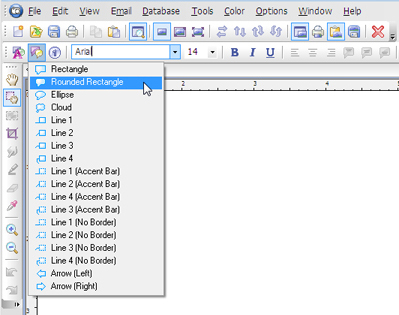 File Edit View Email Database Tools Color Options Window Help
Arial 14 B I U
Rectangle
Rounded Rectangle
Ellipse
Cloud
Line 1
Line 2
Line 3
Line 4
Line 1 (Accent Bar)
Line 2 (Accent Bar)
Line 4 (Accent Bar)
Line 3 (Accent Bar)
Line 1 (No Border)
Line 2 (No Border)
Line 3 (No Border)
Line 4 (No Border)
Arrow (Left)
Arrow (Right)
2 3 4 5